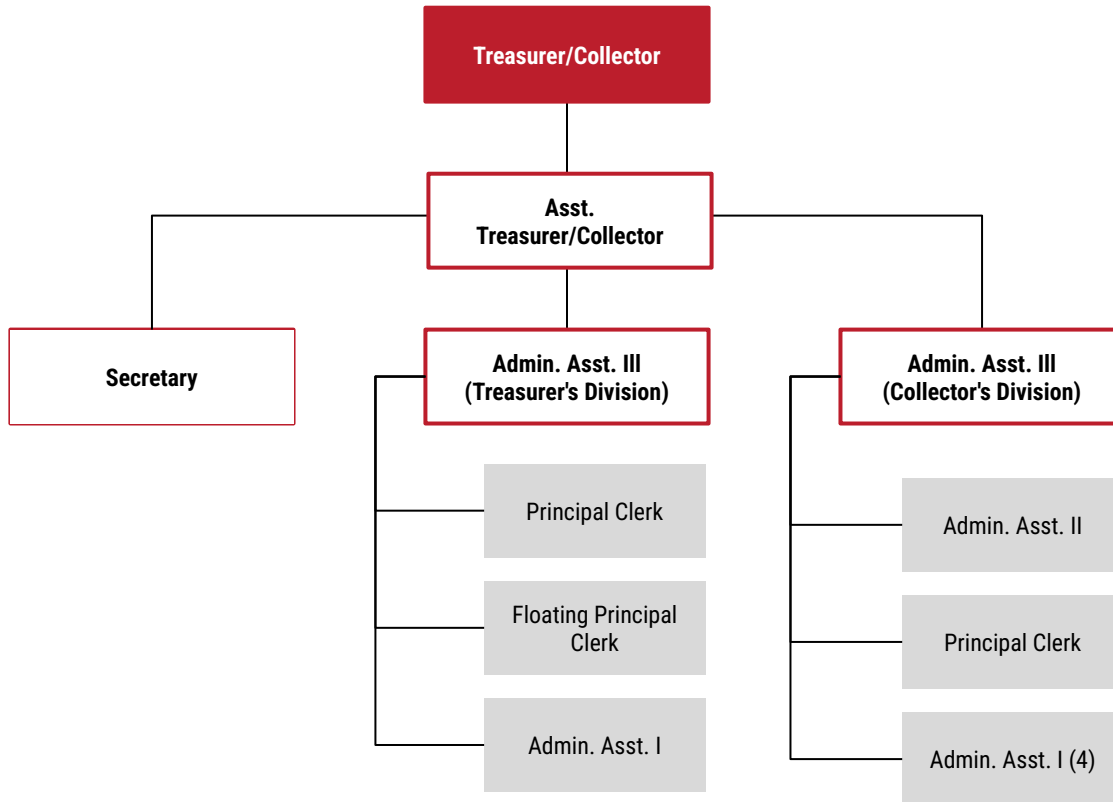 Treasurer/Collector
Asst.
Treasurer/Collector
Secretary
Admin. Asst. III
(Treasurer's Division)
Admin. Asst. III
(Collector's Division)
Principal Clerk
Floating Principal
Clerk
Admin. Asst. I
Admin. Asst. II
Principal Clerk
Admin. Asst. I (4)